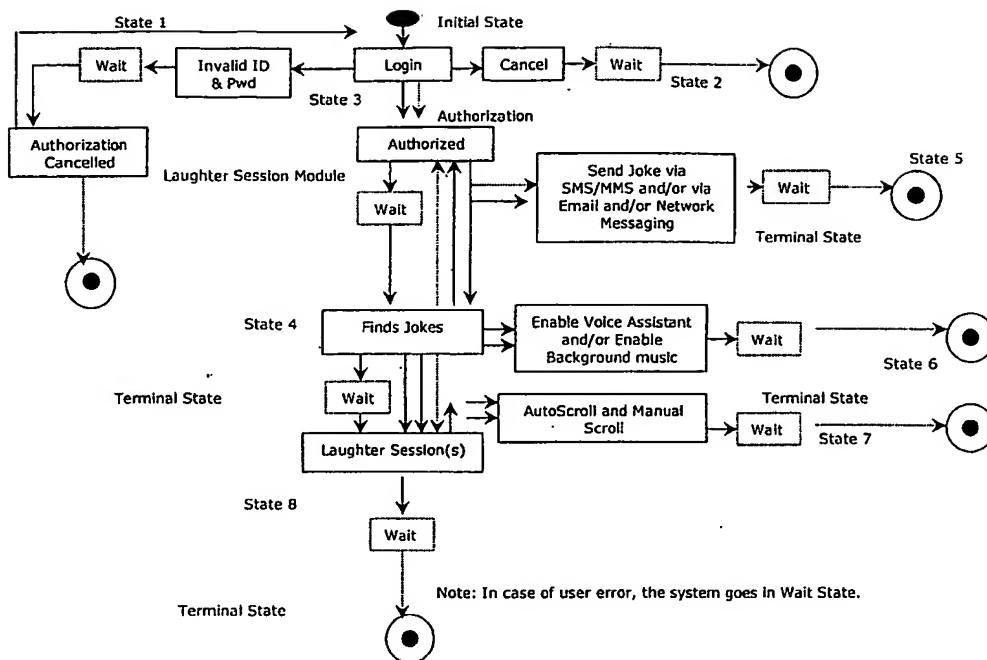 State 1
Initial State
Wait
Invalid ID
& Pwd
Login
Cancel
Wait
State 2
State 3
Authorization
Authorization
Cancelled
Authorized
Laughter Session Module
Wait
Send Joke via
SMS/MMS and/or via
Email and/or Network
Messaging
Wait
State 5
Terminal State
State 4
Finds Jokes
Enable Voice Assistant
and/or Enable
Background music
Wait
State 6
Terminal State
Wait
AutoScroll and Manual
Scroll
Terminal State
Wait
State 7
Laughter Session(s)
State 8
Wait
Note: In case of user error, the system goes in Wait State.
Terminal State